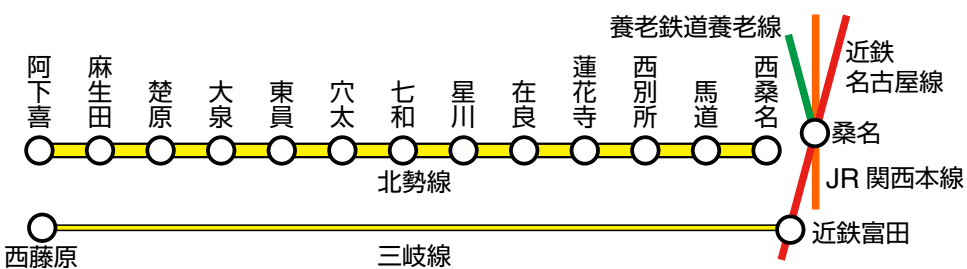 養老鉄道養老線
近鉄
名古屋線
阿下喜
麻生田
楚原
大泉
東員
穴太
七和
星川
在良
蓮花寺
西別所
馬道
西桑名
桑名
北勢線
JR 関西本線
近鉄富田
西藤原
三岐線